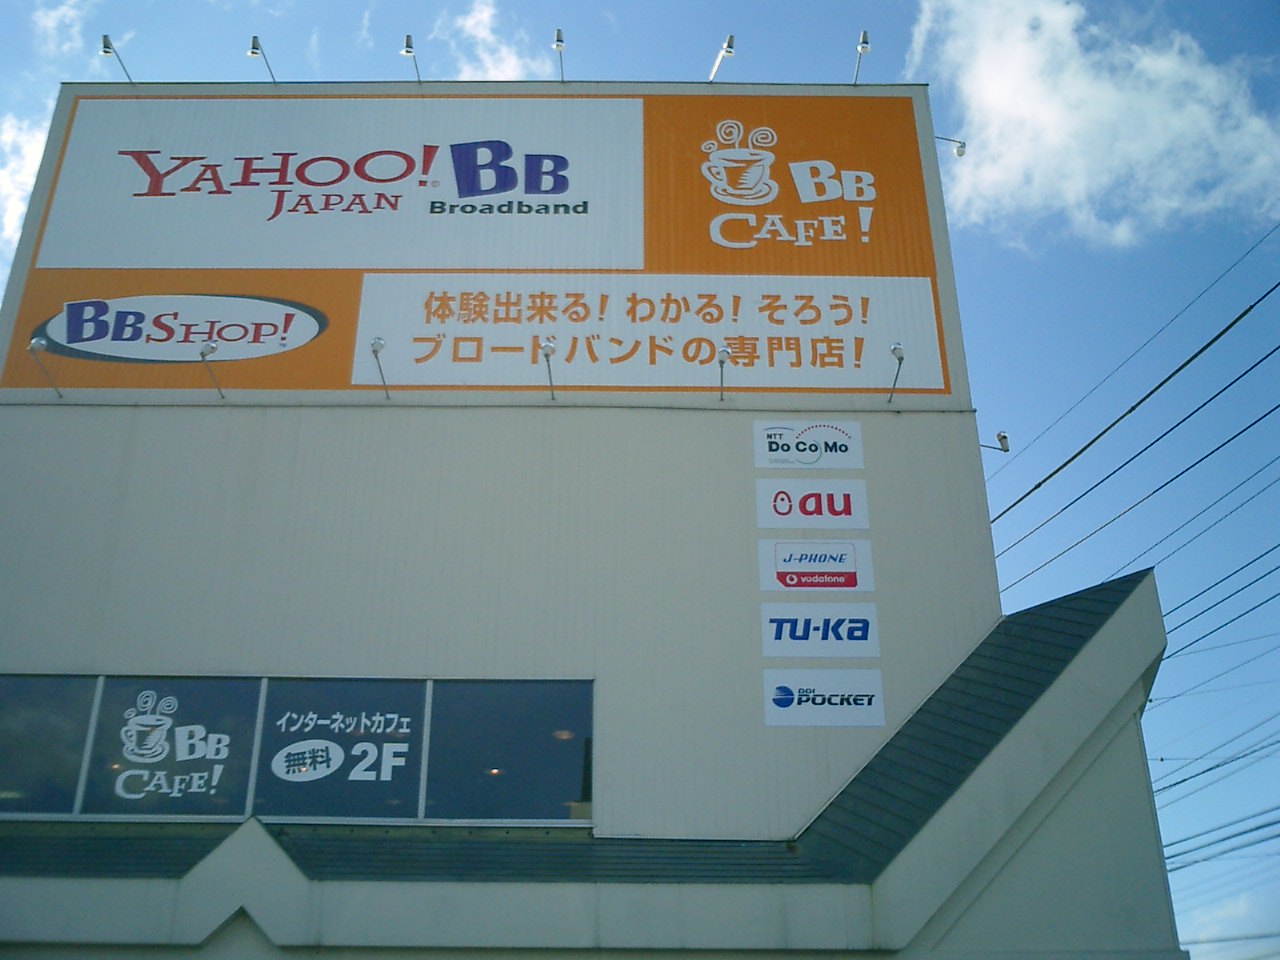 YAHOO! BB
JAPAN Broadband
BB
CAFE!
BB SHOP!
体験出来る！わかる！そろう！
ブロードバンドの専門店！
NTT
DoCoMo
au
J-PHONE
vodafone
TU-KA
DDI
POCKET
BB
CAFE!
インターネットカフェ
無料 2F